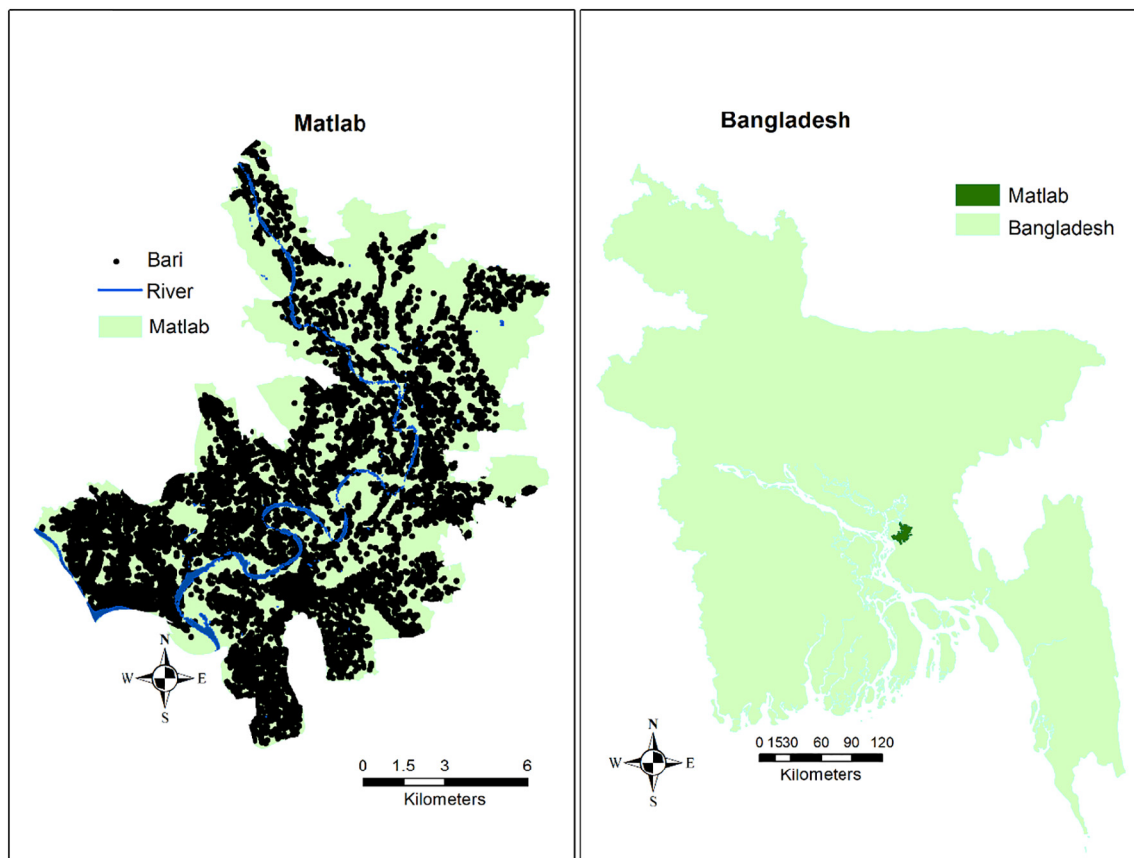 Matlab
Bari
River
Matlab
N
W E
S
0 1.5 3 6
Kilometers
Bangladesh
Matlab
Bangladesh
N
W E
S
0 1530 60 90 120
Kilometers